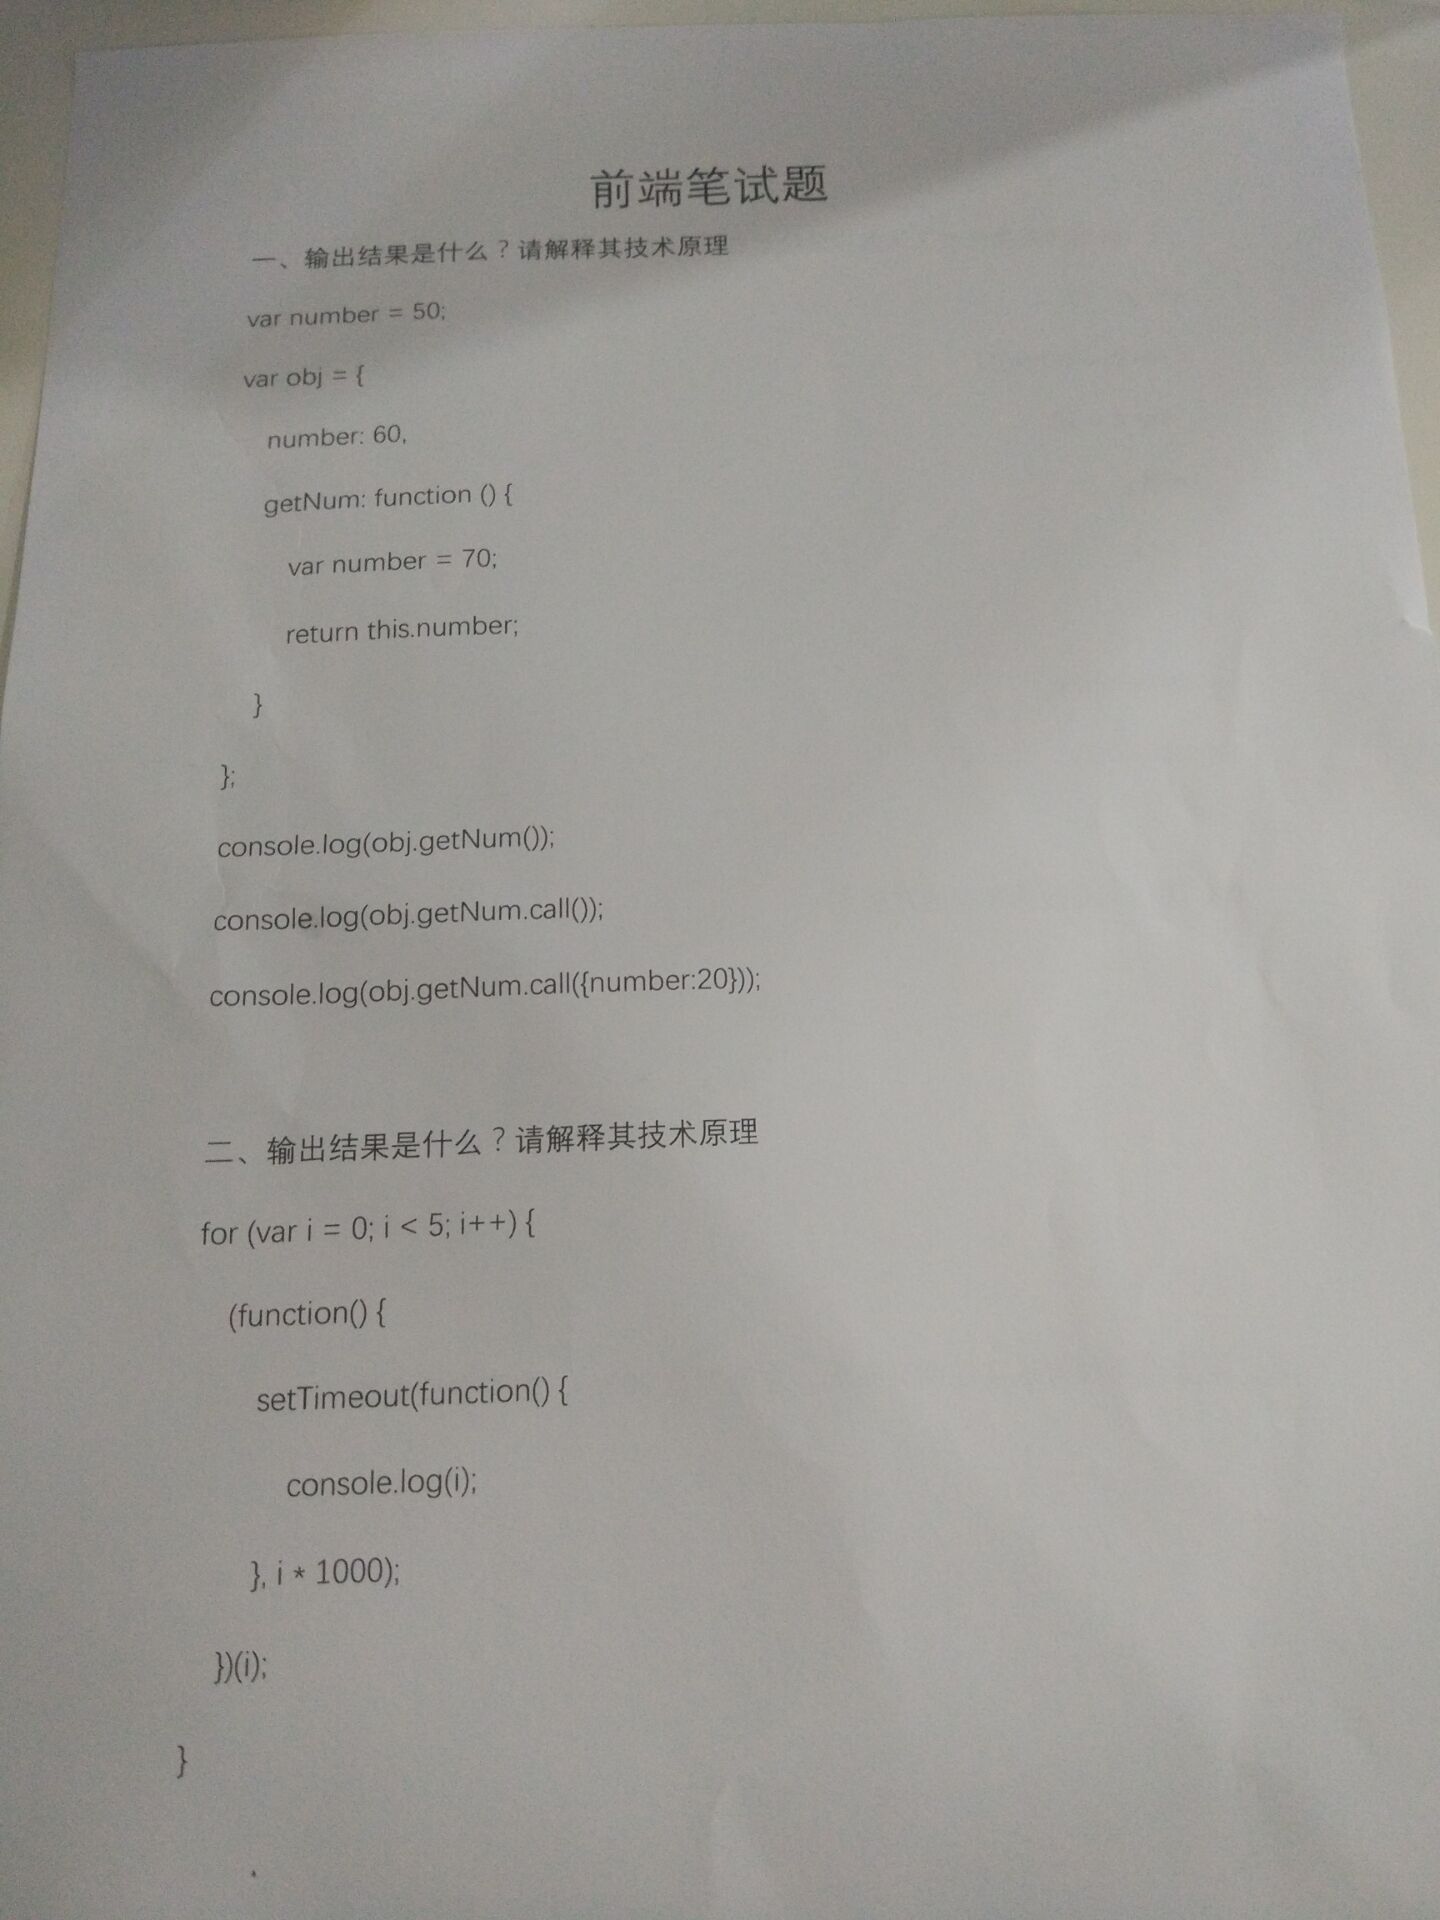 前端笔试题
一、输出结果是什么？请解释其技术原理
var number = 50;
var obj = {
number: 60,
getNum: function () {
var number = 70;
return this.number;
}
};
console.log(obj.getNum());
console.log(obj.getNum.call());
console.log(obj.getNum.call({number:20}));
二、输出结果是什么？请解释其技术原理
for (var i = 0; i < 5; i++) {
(function() {
setTimeout(function() {
console.log(i);
}, i * 1000);
})(i);
}